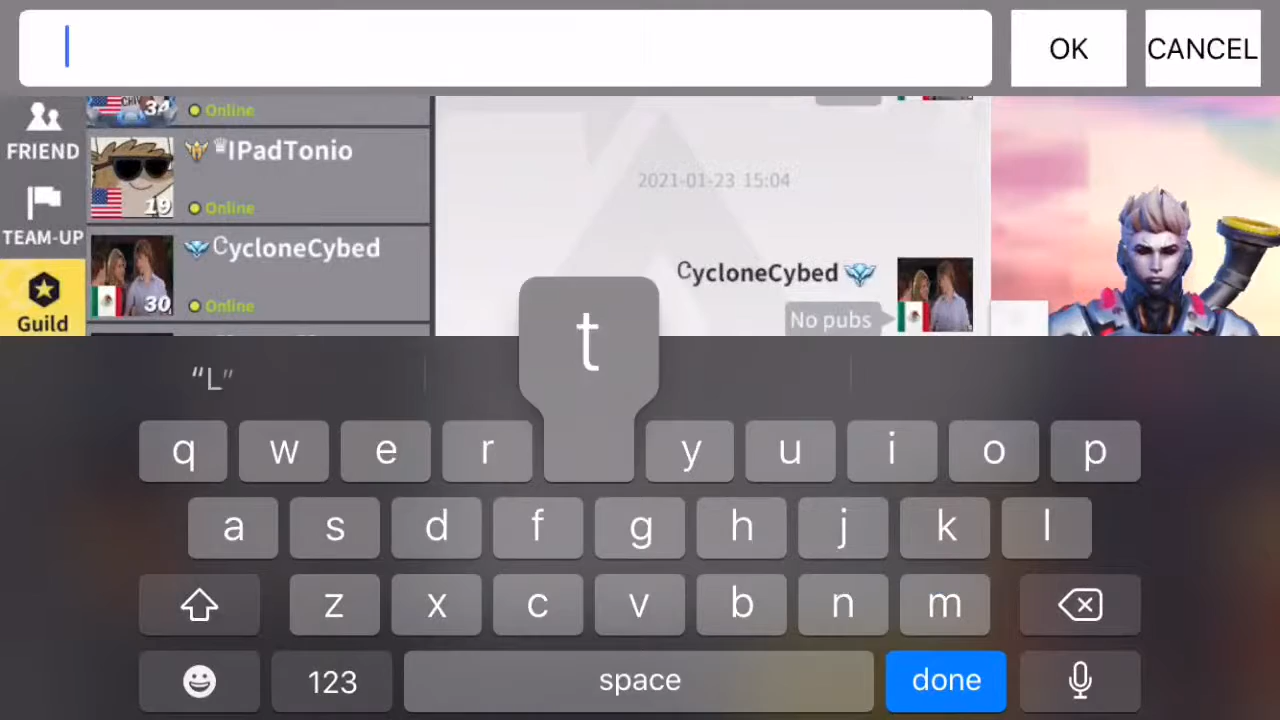 OK
CANCEL
FRIEND
TEAM-UP
Guild
34
Online
IPadTonio
19
Online
CycloneCybed
30
Online
2021-01-23 15:04
CycloneCybed
No pubs
"L"
t
q w e r y u i o p
a s d f g h j k l
z x c v b n m
123
space
done